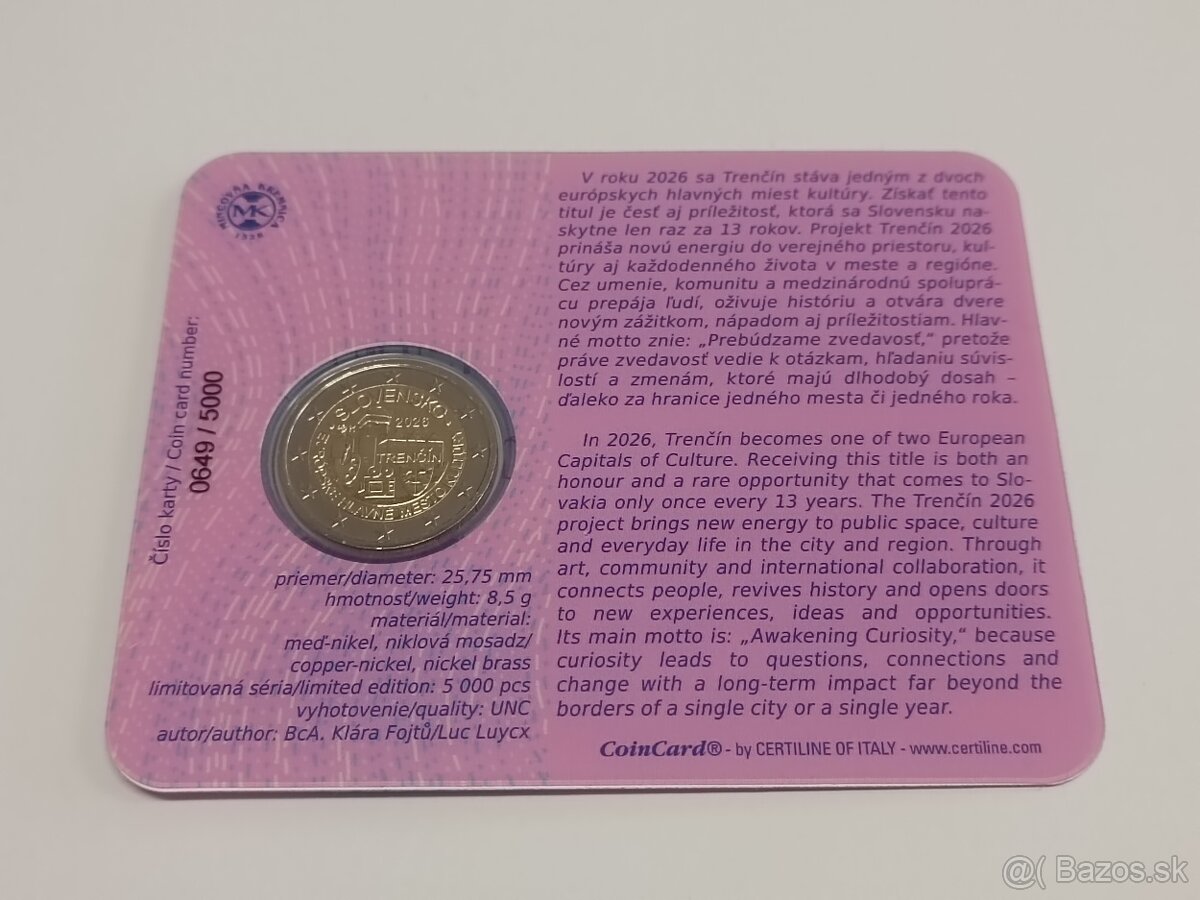 MINCOVŇA KREMNICA
MK
1328
Číslo karty / Coin card number:
0649 / 5000
SLOVENSKO
2026
TRENČÍN
EURÓPSKE HLAVNÉ MESTO KULTÚRY
priemer/diameter: 25,75 mm
hmotnosť/weight: 8,5 g
materiál/material:
meď-nikel, niklová mosadz/
copper-nickel, nickel brass
limitovaná séria/limited edition: 5 000 pcs
vyhotovenie/quality: UNC
autor/author: BcA. Klára Fojtů/Luc Luycx
V roku 2026 sa Trenčín stáva jedným z dvoch
európskych hlavných miest kultúry. Získať tento
titul je česť aj príležitosť, ktorá sa Slovensku na-
skytne len raz za 13 rokov. Projekt Trenčín 2026
prináša novú energiu do verejného priestoru, kul-
túry aj každodenného života v meste a regióne.
Cez umenie, komunitu a medzinárodnú spoluprá-
cu prepája ľudí, oživuje históriu a otvára dvere
novým zážitkom, nápadom aj príležitostiam. Hlav-
né motto znie: „Prebúdzame zvedavosť,“ pretože
práve zvedavosť vedie k otázkam, hľadaniu súvis-
lostí a zmenám, ktoré majú dlhodobý dosah –
ďaleko za hranice jedného mesta či jedného roka.
In 2026, Trenčín becomes one of two European
Capitals of Culture. Receiving this title is both an
honour and a rare opportunity that comes to Slo-
vakia only once every 13 years. The Trenčín 2026
project brings new energy to public space, culture
and everyday life in the city and region. Through
art, community and international collaboration, it
connects people, revives history and opens doors
to new experiences, ideas and opportunities.
Its main motto is: „Awakening Curiosity,“ because
curiosity leads to questions, connections and
change with a long-term impact far beyond the
borders of a single city or a single year.
CoinCard® - by CERTILINE OF ITALY - www.certiline.com
@( Bazos.sk